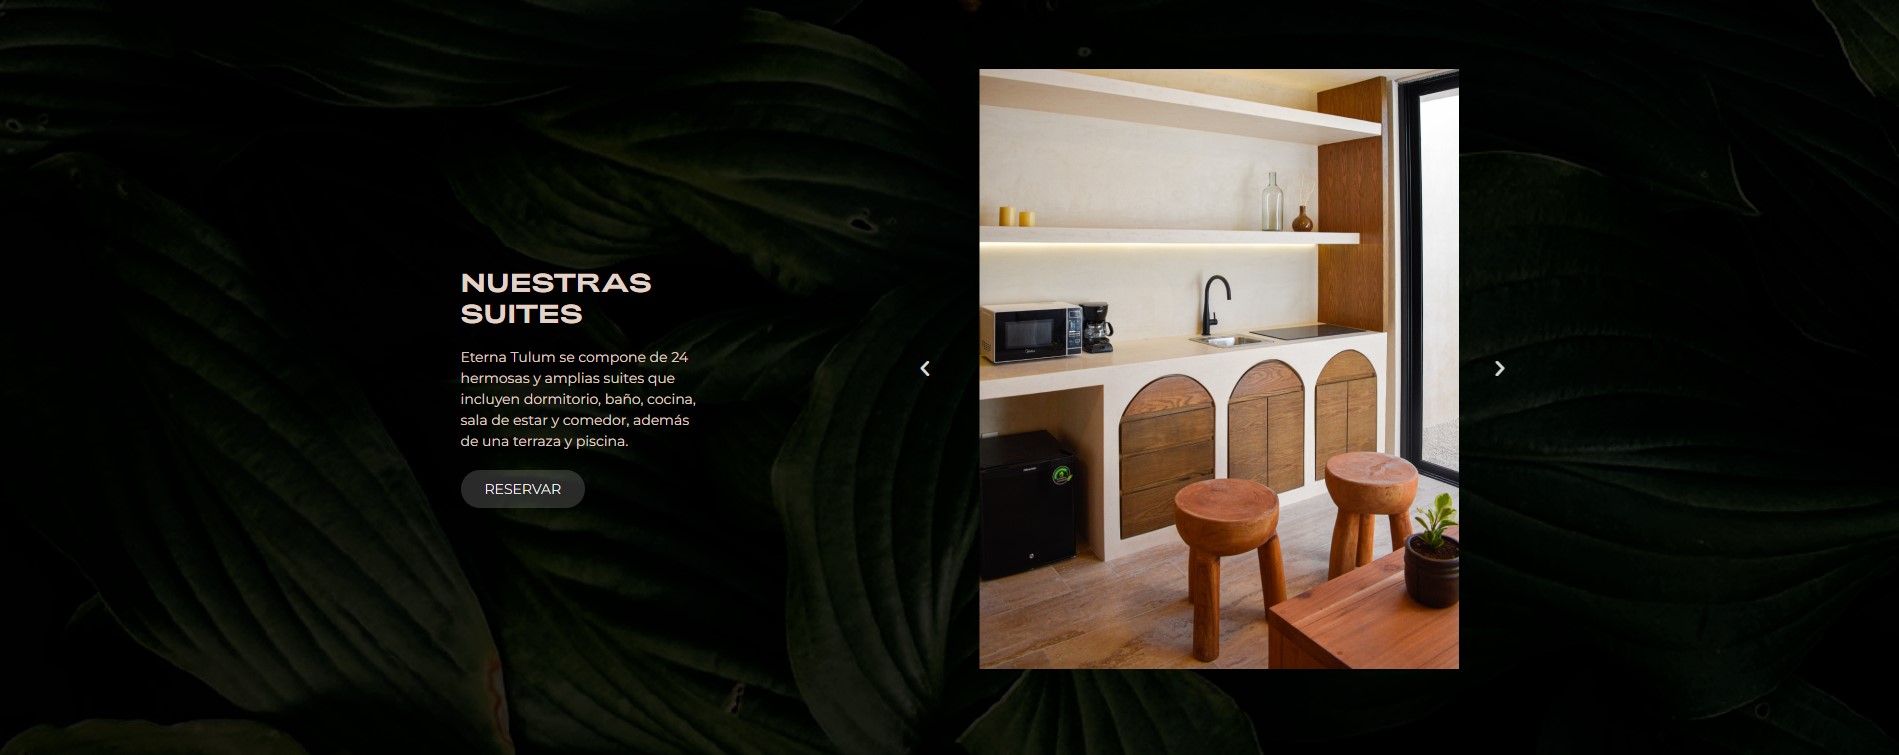 NUESTRAS
SUITES
Eterna Tulum se compone de 24
hermosas y amplias suites que
incluyen dormitorio, baño, cocina,
sala de estar y comedor, además
de una terraza y piscina.
RESERVAR